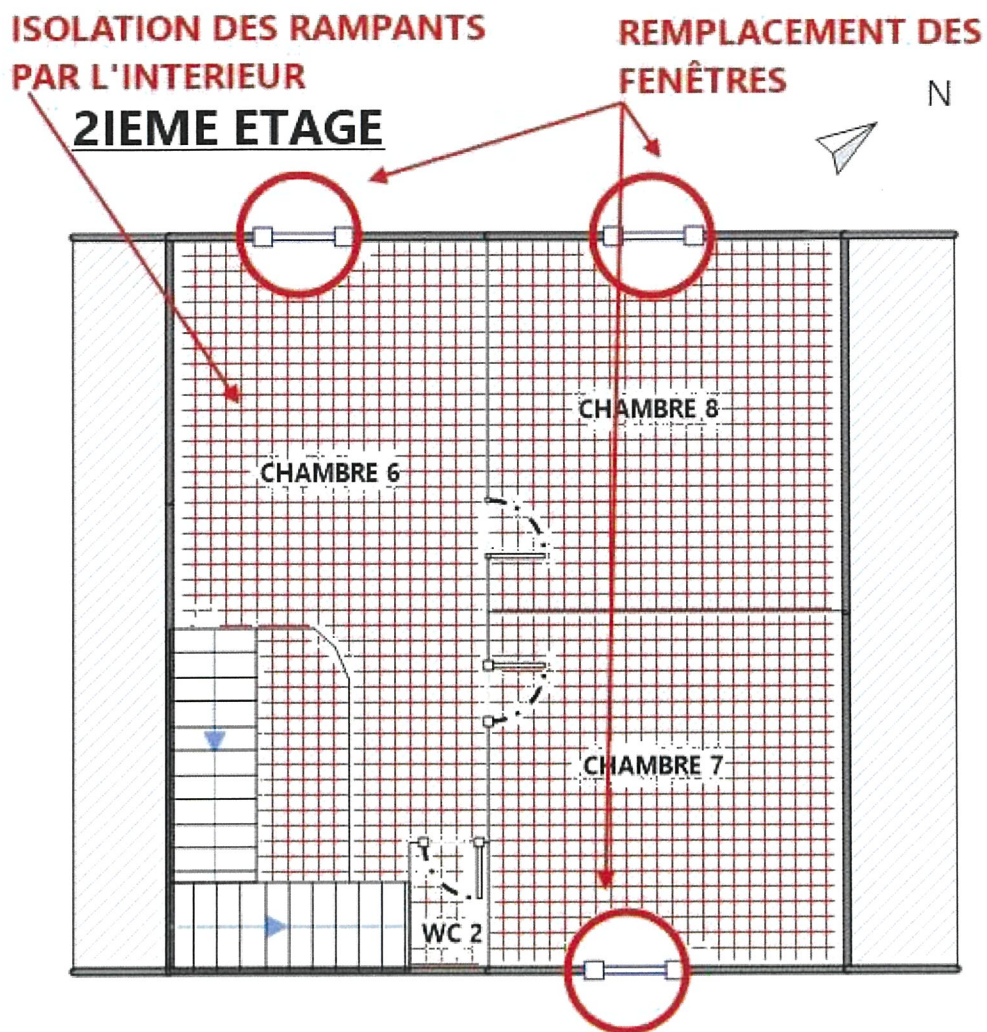 ISOLATION DES RAMPANTS
PAR L'INTERIEUR
REMPLACEMENT DES
FENÊTRES
2IEME ETAGE
N
CHAMBRE 8
CHAMBRE 6
CHAMBRE 7
WC 2